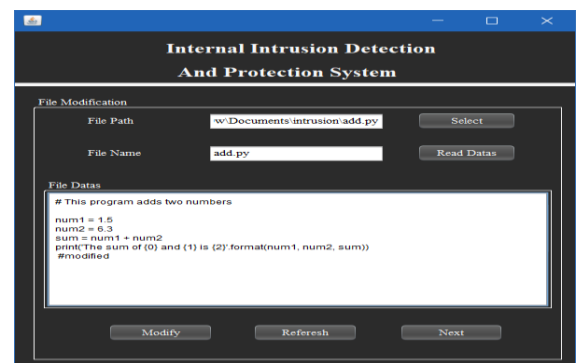 Internal Intrusion Detection
And Protection System
File Modification
File Path w\Documents\intrusion\add.py Select
File Name add.py Read Datas
File Datas
# This program adds two numbers
num1 = 1.5
num2 = 6.3
sum = num1 + num2
print('The sum of {0} and {1} is {2}'.format(num1, num2, sum))
#modified
Modify Referesh Next